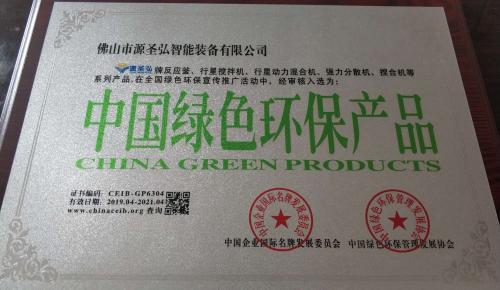 佛山市源圣弘智能装备有限公司
源圣弘 牌反应釜、行星搅拌机、行星动力混合机、强力分散机、捏合机等
系列产品,在全国绿色环保宣传推广活动中,经审核入选为:
中国绿色环保产品
CHINA GREEN PRODUCTS
证书编码: CEIB-GP6304
有效日期: 2019.04-2021.04
www.chinaceib.org 查询
中国企业国际名牌发展委员会 中国绿色环保管理发展协会